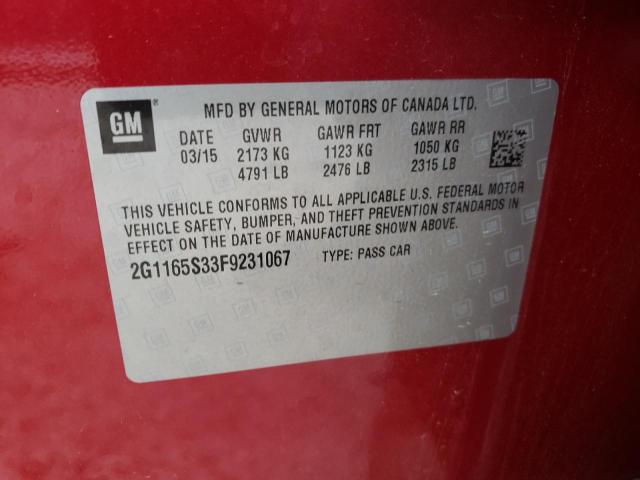 GM®
MFD BY GENERAL MOTORS OF CANADA LTD.
DATE GVWR GAWR FRT GAWR RR
03/15 2173 KG 1123 KG 1050 KG
4791 LB 2476 LB 2315 LB
THIS VEHICLE CONFORMS TO ALL APPLICABLE U.S. FEDERAL MOTOR
VEHICLE SAFETY, BUMPER, AND THEFT PREVENTION STANDARDS IN
EFFECT ON THE DATE OF MANUFACTURE SHOWN ABOVE.
2G1165S33F9231067 TYPE: PASS CAR